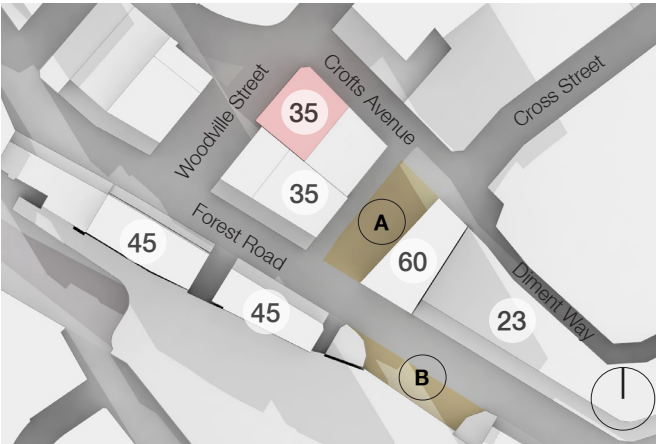 Woodville Street
Crofts Avenue
Cross Street
35
35
A
Forest Road
45
60
45
23
Diment Way
B